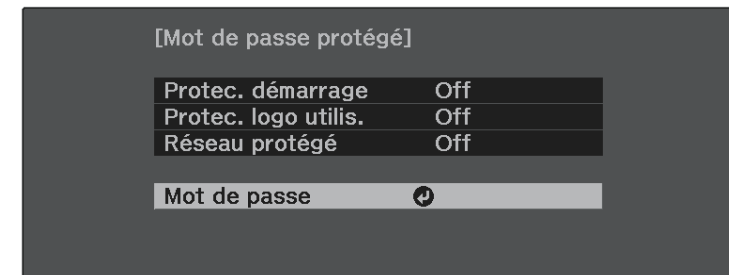 [Mot de passe protégé]
Protec. démarrage Off
Protec. logo utilis. Off
Réseau protégé Off
Mot de passe